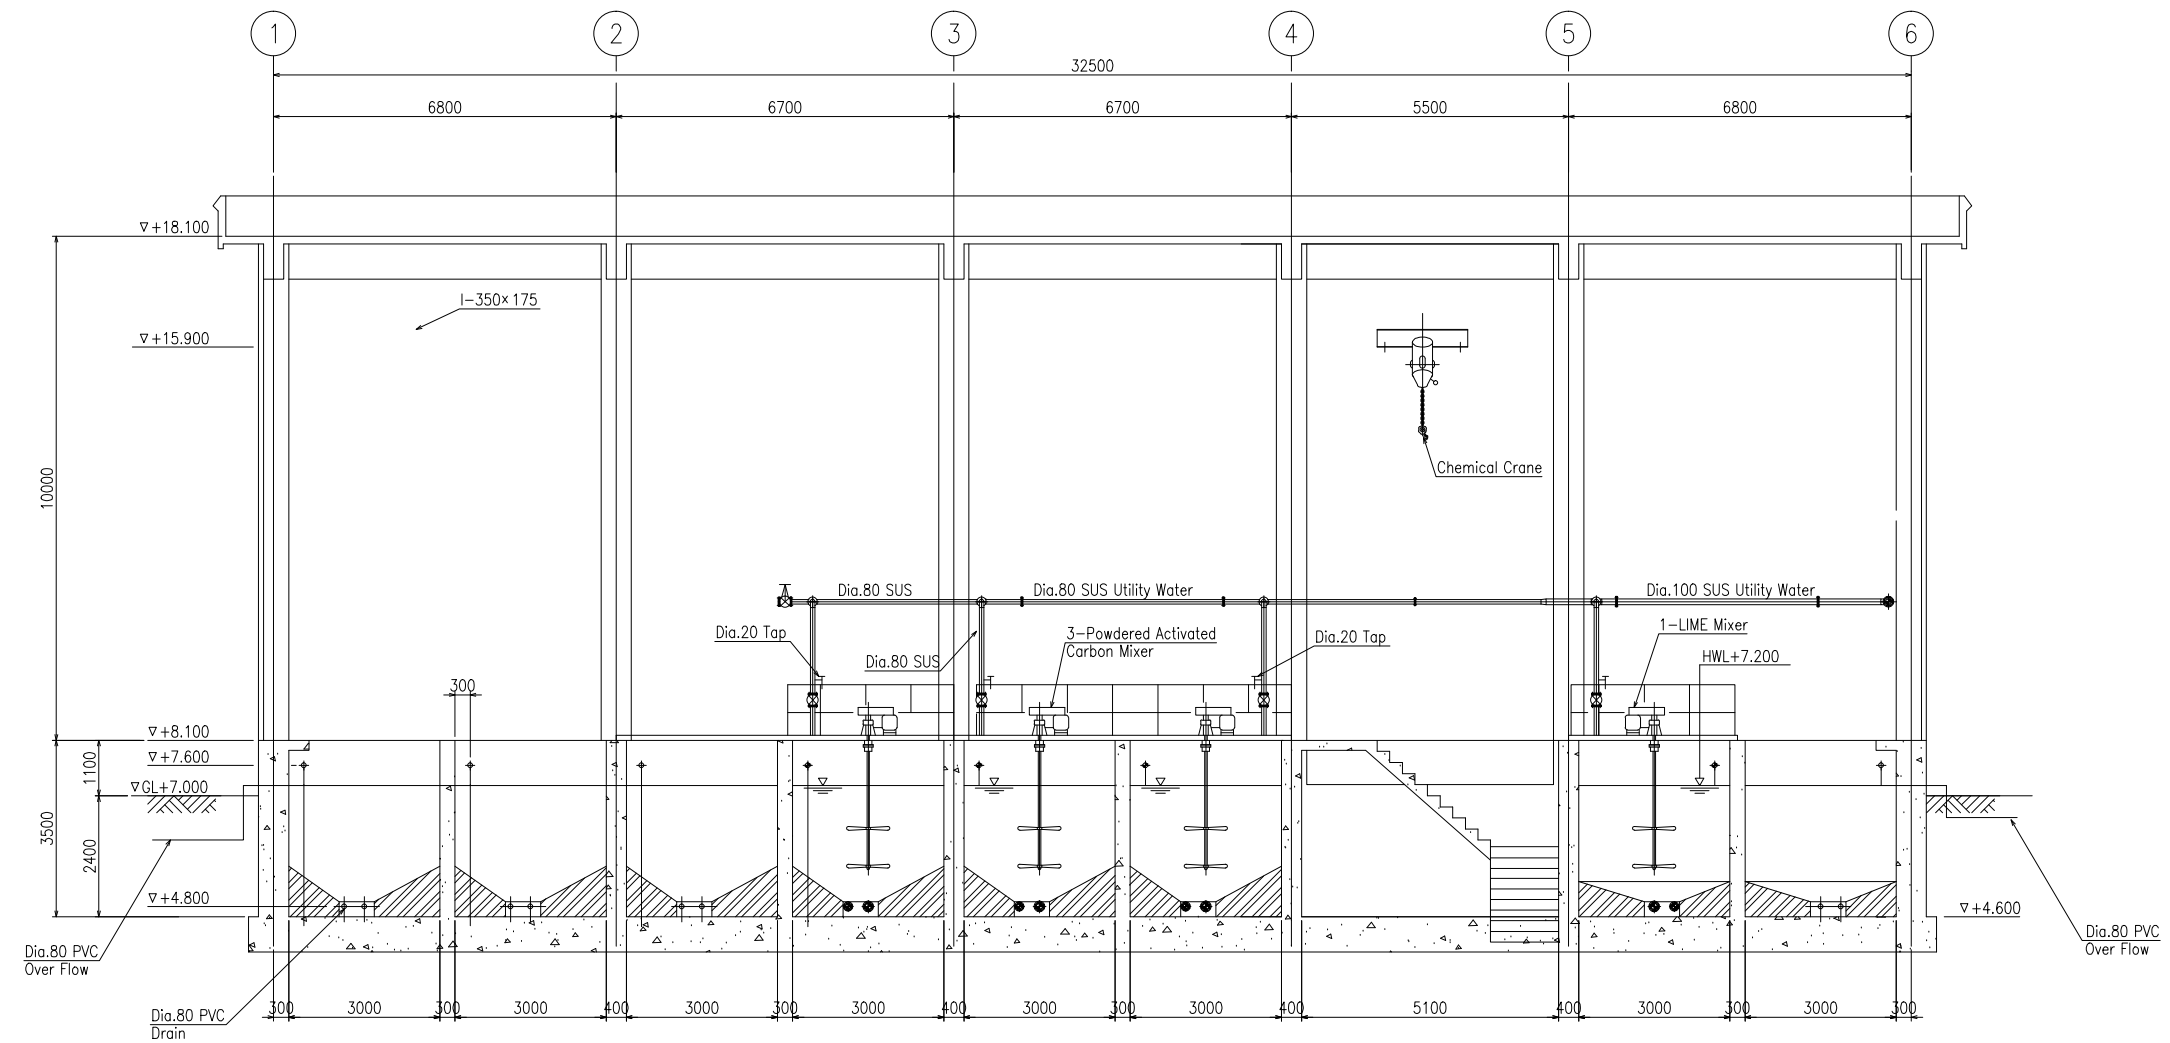 1 2 3 4 5 6
32500
6800 6700 6700 5500 6800
▽+18.100
I-350×175
▽+15.900
10000
Chemical Crane
Dia.80 SUS Dia.80 SUS Utility Water Dia.100 SUS Utility Water
Dia.20 Tap 3-Powdered Activated Dia.20 Tap 1-LIME Mixer
Carbon Mixer
Dia.80 SUS HWL+7.200
300
▽+8.100
▽+7.600
1100
▽GL+7.000
3500
2400
▽+4.800 ▽+4.600
Dia.80 PVC
Over Flow
Dia.80 PVC
Over Flow
300 3000 300 3000 400 3000 300 3000 400 3000 300 3000 400 5100 400 3000 300 3000 300
Dia.80 PVC
Drain